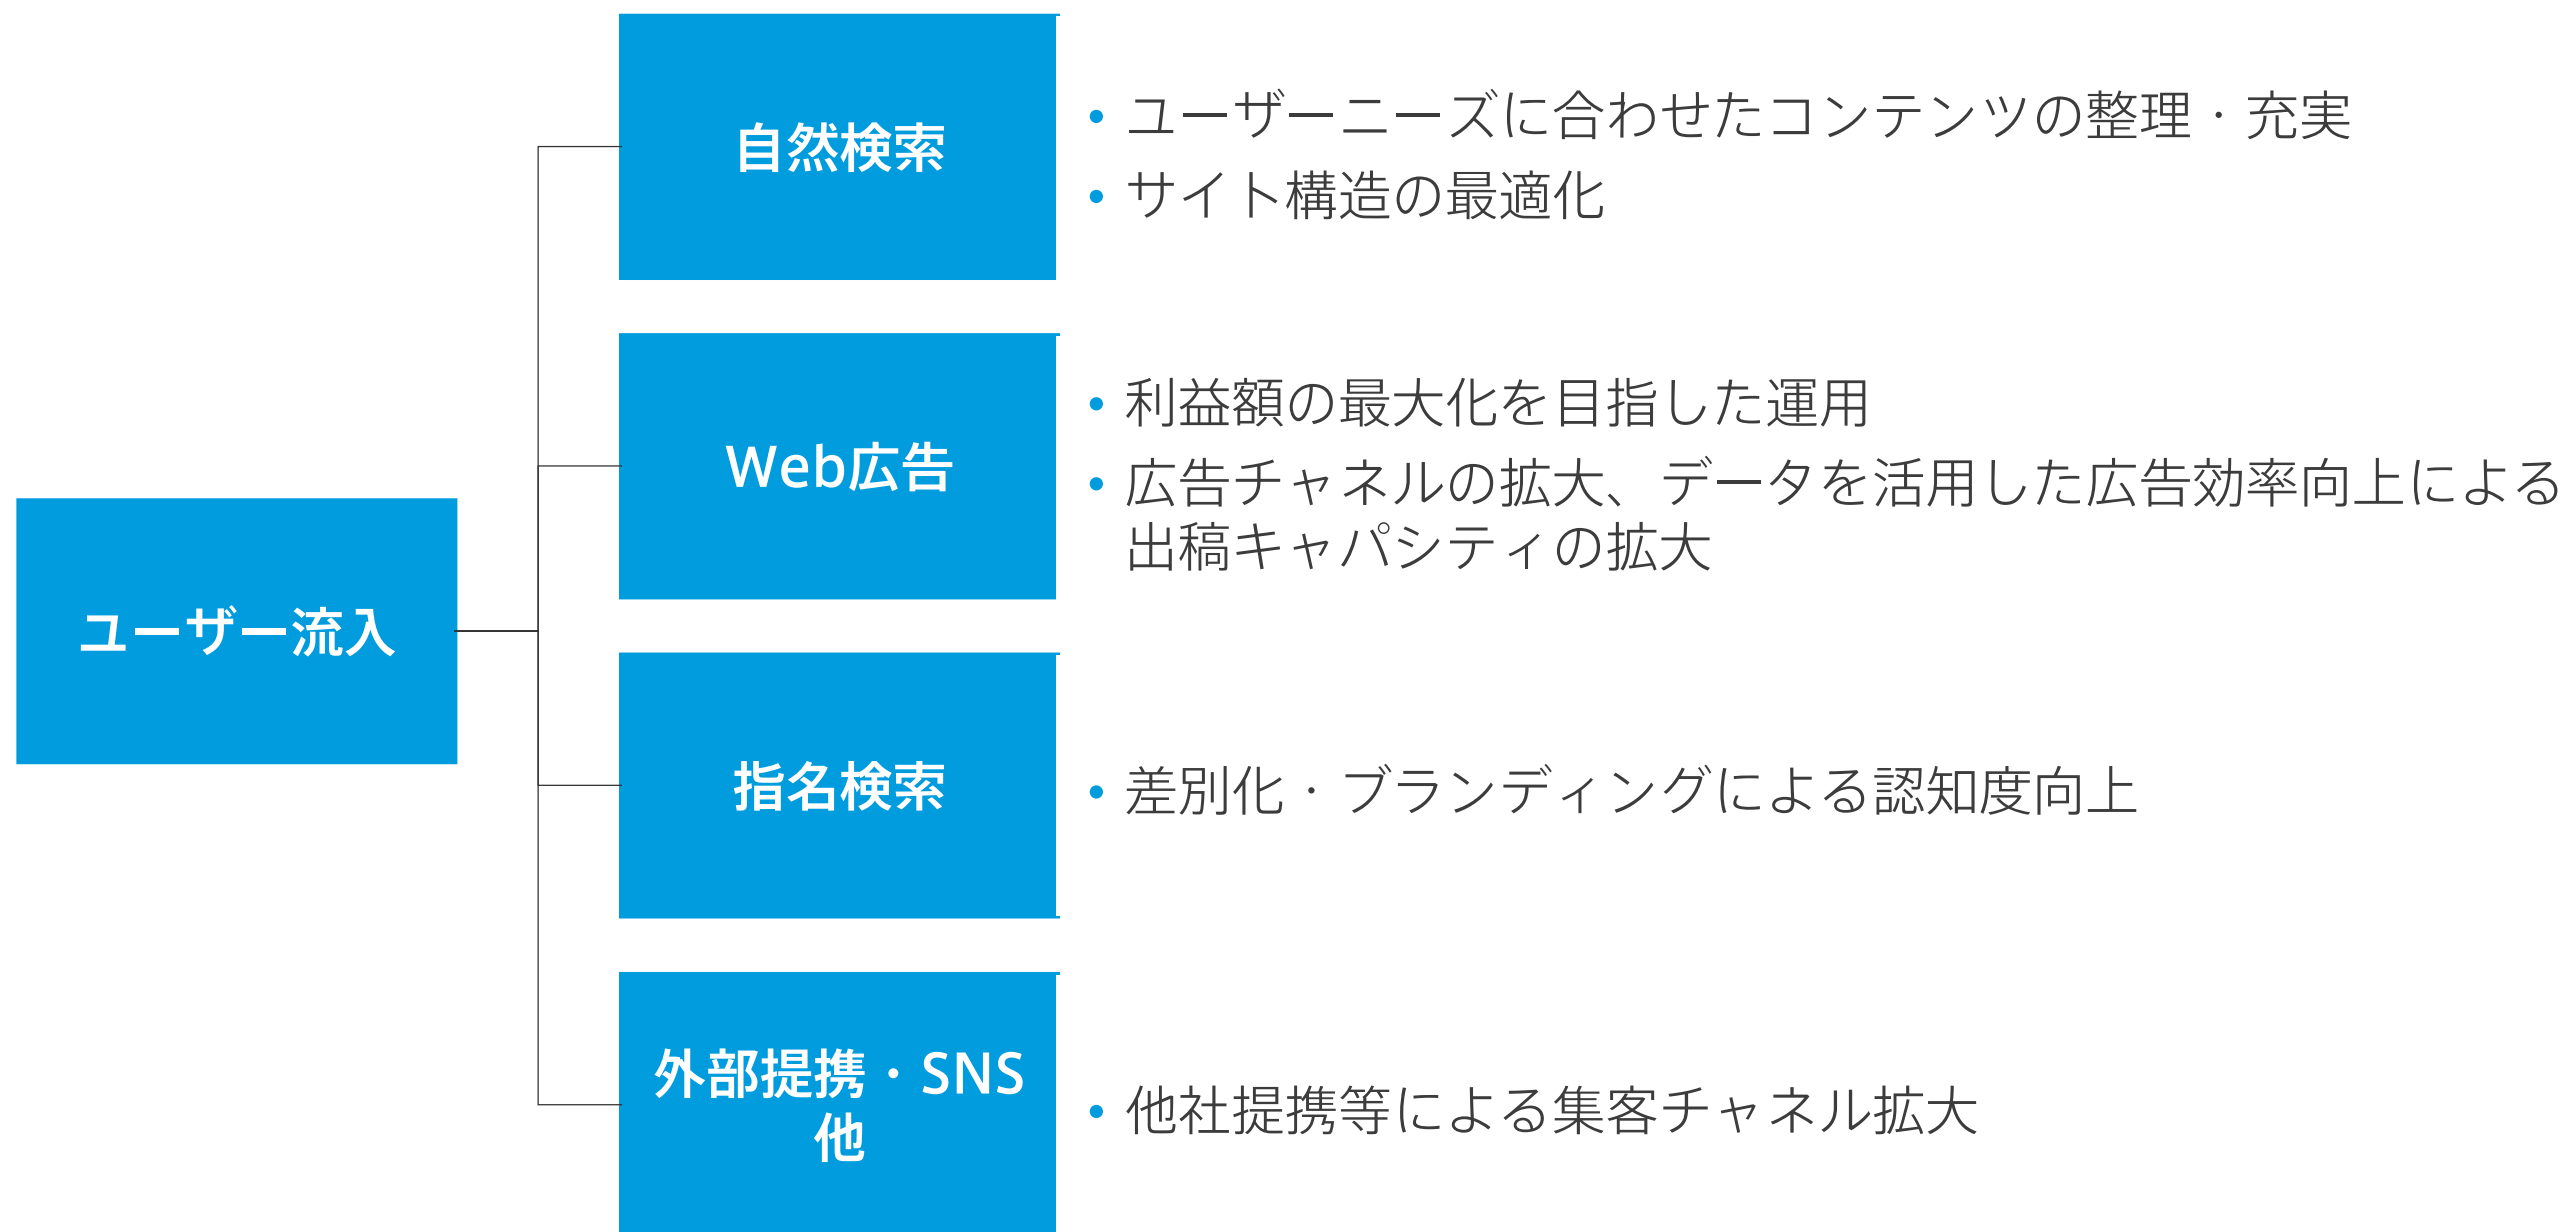 ユーザー流入
自然検索
・ユーザーニーズに合わせたコンテンツの整理・充実
・サイト構造の最適化
Web広告
・利益額の最大化を目指した運用
・広告チャネルの拡大、データを活用した広告効率向上による
出稿キャパシティの拡大
指名検索
・差別化・ブランディングによる認知度向上
外部提携・SNS
他
・他社提携等による集客チャネル拡大